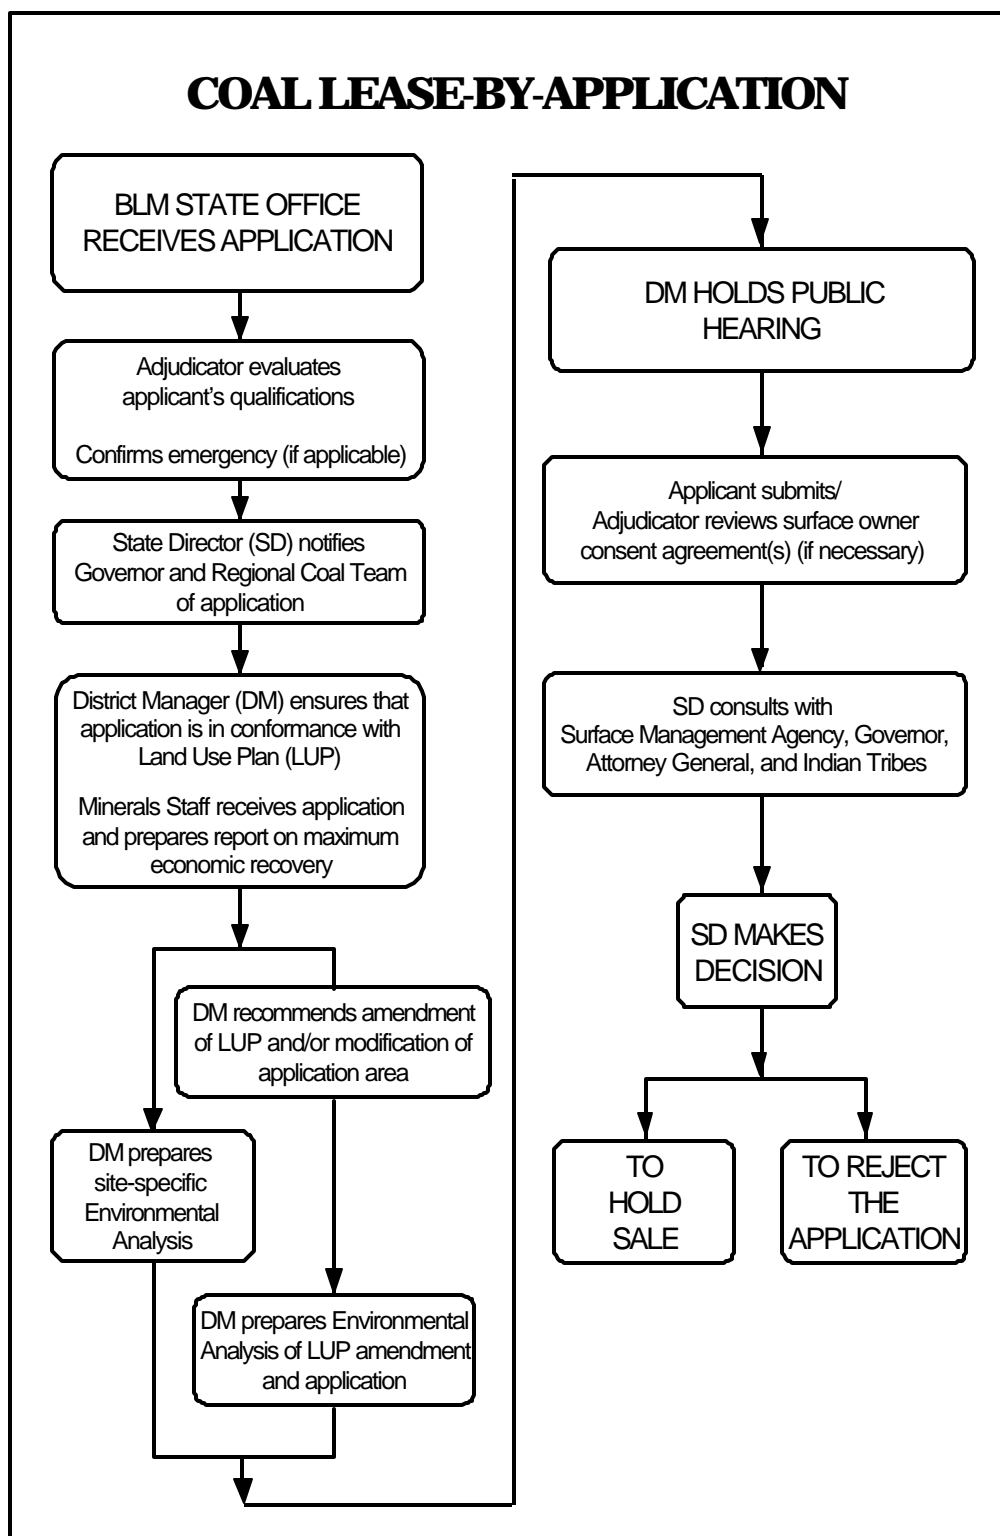 COAL LEASE-BY-APPLICATION
BLM STATE OFFICE
RECEIVES APPLICATION
Adjudicator evaluates
applicant’s qualifications
Confirms emergency (if applicable)
State Director (SD) notifies
Governor and Regional Coal Team
of application
District Manager (DM) ensures that
application is in conformance with
Land Use Plan (LUP)
Minerals Staff receives application
and prepares report on maximum
economic recovery
DM recommends amendment
of LUP and/or modification of
application area
DM prepares
site-specific
Environmental
Analysis
DM prepares Environmental
Analysis of LUP amendment
and application
DM HOLDS PUBLIC
HEARING
Applicant submits/
Adjudicator reviews surface owner
consent agreement(s) (if necessary)
SD consults with
Surface Management Agency, Governor,
Attorney General, and Indian Tribes
SD MAKES
DECISION
TO
HOLD
SALE
TO REJECT
THE
APPLICATION